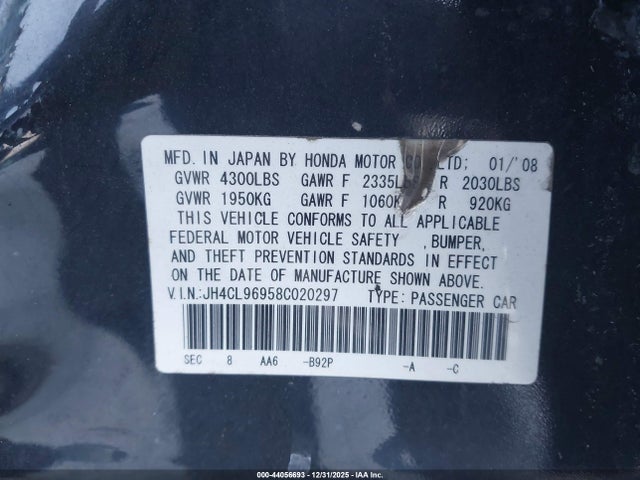 MFD. IN JAPAN BY HONDA MOTOR CO. LTD: 01/'08
GVWR 4300LBS GAWR F 2335LBS R 2030LBS
GVWR 1950KG GAWR F 1060KG R 920KG
THIS VEHICLE CONFORMS TO ALL APPLICABLE
FEDERAL MOTOR VEHICLE SAFETY , BUMPER,
AND THEFT PREVENTION STANDARDS IN EFFECT
ON THE DATE OF MANUFACTURE SHOWN ABOVE.
V.I.N.:JH4CL96958C020297 TYPE: PASSENGER CAR
SEC 8 AA6 -B92P -A -C
000-44056693 - 12/31/2025 - IAA Inc.